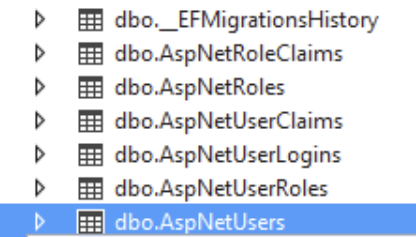 dbo.__EFMigrationsHistory
dbo.AspNetRoleClaims
dbo.AspNetRoles
dbo.AspNetUserClaims
dbo.AspNetUserLogins
dbo.AspNetUserRoles
dbo.AspNetUsers